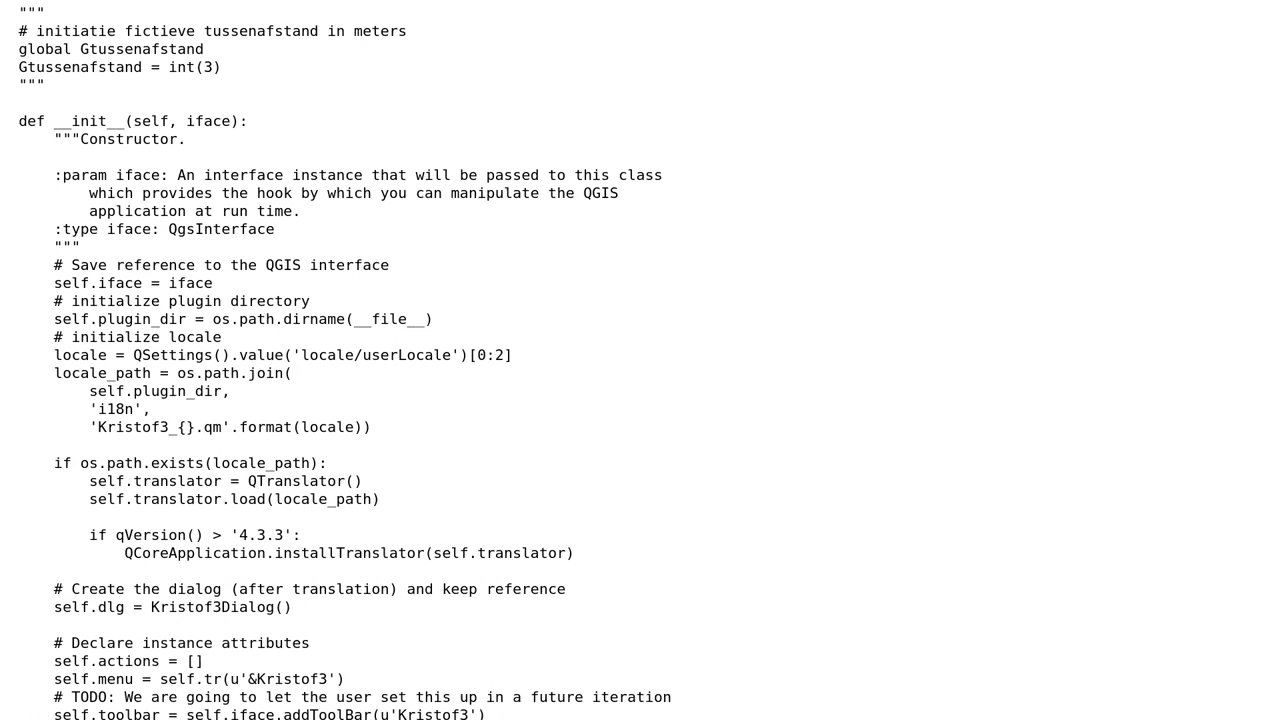 """
# initiatie fictieve tussenafstand in meters
global Gtussenafstand
Gtussenafstand = int(3)
"""

def __init__(self, iface):
    """Constructor.

    :param iface: An interface instance that will be passed to this class
        which provides the hook by which you can manipulate the QGIS
        application at run time.
    :type iface: QgsInterface
    """
    # Save reference to the QGIS interface
    self.iface = iface
    # initialize plugin directory
    self.plugin_dir = os.path.dirname(__file__)
    # initialize locale
    locale = QSettings().value('locale/userLocale')[0:2]
    locale_path = os.path.join(
        self.plugin_dir,
        'i18n',
        'Kristof3_{}.qm'.format(locale))

    if os.path.exists(locale_path):
        self.translator = QTranslator()
        self.translator.load(locale_path)

        if qVersion() > '4.3.3':
            QCoreApplication.installTranslator(self.translator)

    # Create the dialog (after translation) and keep reference
    self.dlg = Kristof3Dialog()

    # Declare instance attributes
    self.actions = []
    self.menu = self.tr(u'&Kristof3')
    # TODO: We are going to let the user set this up in a future iteration
    self.toolbar = self.iface.addToolBar(u'Kristof3')